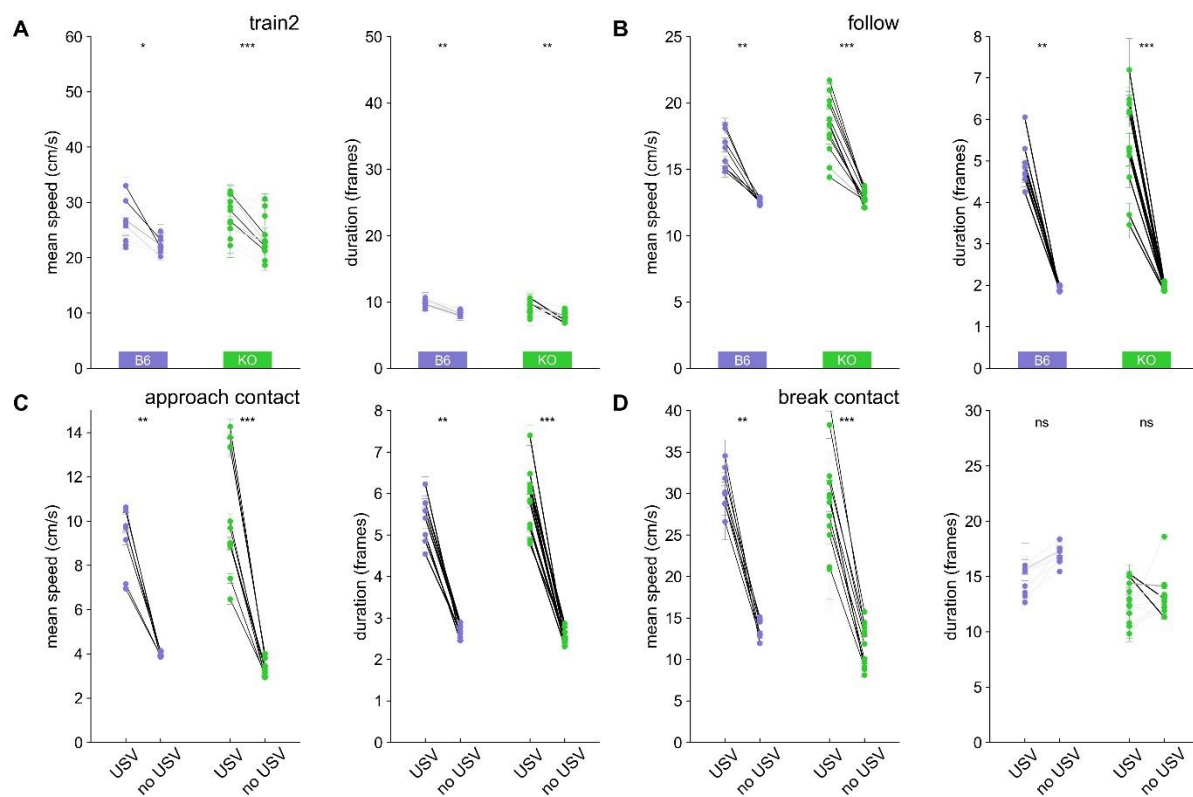 A
train2
60
50
40
30
20
10
0
mean speed (cm/s)
*
***
B6
KO
50
40
30
20
10
0
duration (frames)
**
**
B6
KO
B
follow
25
20
15
10
5
0
mean speed (cm/s)
**
***
B6
KO
8
7
6
5
4
3
2
1
0
duration (frames)
**
***
B6
KO
C
approach contact
14
12
10
8
6
4
2
0
mean speed (cm/s)
**
***
USV
no USV
USV
no USV
8
7
6
5
4
3
2
1
0
duration (frames)
**
***
USV
no USV
USV
no USV
D
break contact
40
35
30
25
20
15
10
5
0
mean speed (cm/s)
**
***
USV
no USV
USV
no USV
30
25
20
15
10
5
0
duration (frames)
ns
ns
USV
no USV
USV
no USV